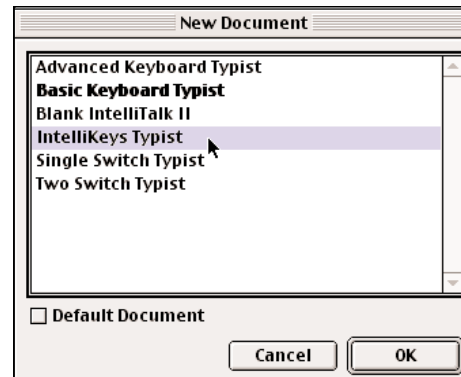 New Document
Advanced Keyboard Typist
Basic Keyboard Typist
Blank IntelliTalk II
IntelliKeys Typist
Single Switch Typist
Two Switch Typist
Default Document
Cancel
OK